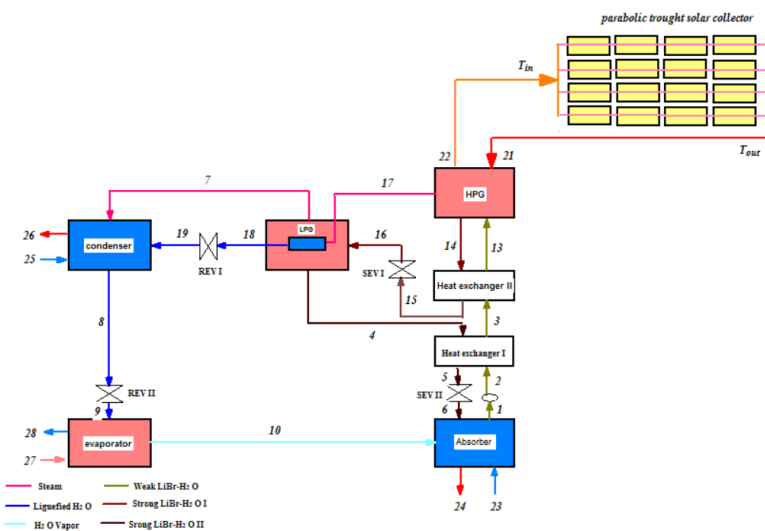 parabolic trought solar collector
T_in
T_out
22
21
7
17
HPG
26
condenser
19
18
LPG
16
14
13
25
REV I
SEV I
Heat exchanger II
15
3
8
4
Heat exchanger I
REV II
5
2
SEV II
9
6
1
28
evaporator
10
Absorber
27
24
23
Steam
Weak LiBr-H₂ O
Liguefied H₂ O
Strong LiBr-H₂ O I
H₂ O Vapor
Srong LiBr-H₂ O II